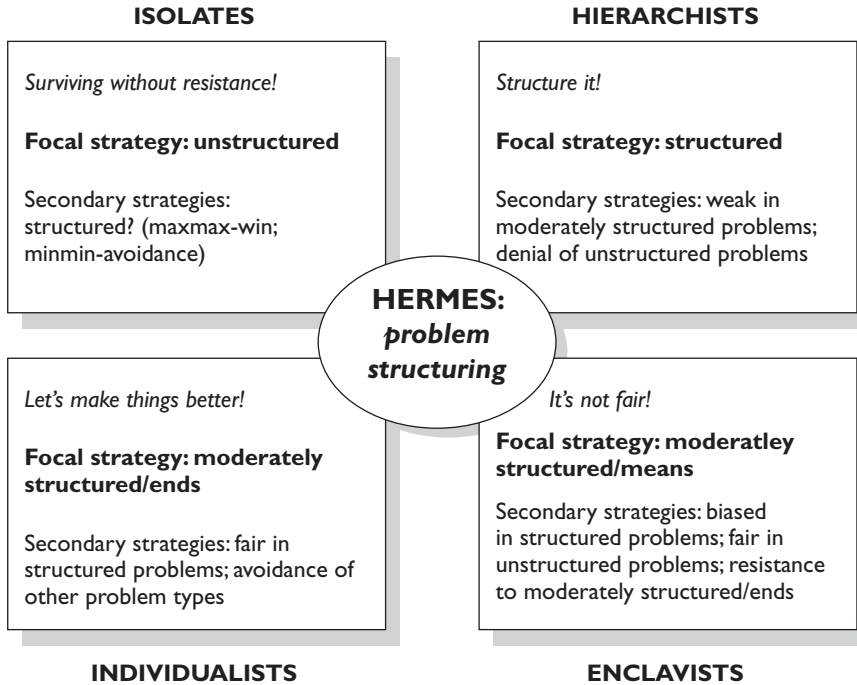 ISOLATES
Surviving without resistance!
Focal strategy: unstructured
Secondary strategies:
structured? (maxmax-win;
minmin-avoidance)
HIERARCHISTS
Structure it!
Focal strategy: structured
Secondary strategies: weak in
moderately structured problems;
denial of unstructured problems
HERMES:
problem
structuring
Let's make things better!
Focal strategy: moderately
structured/ends
Secondary strategies: fair in
structured problems; avoidance of
other problem types
INDIVIDUALISTS
It's not fair!
Focal strategy: moderatley
structured/means
Secondary strategies: biased
in structured problems; fair in
unstructured problems; resistance
to moderately structured/ends
ENCLAVISTS